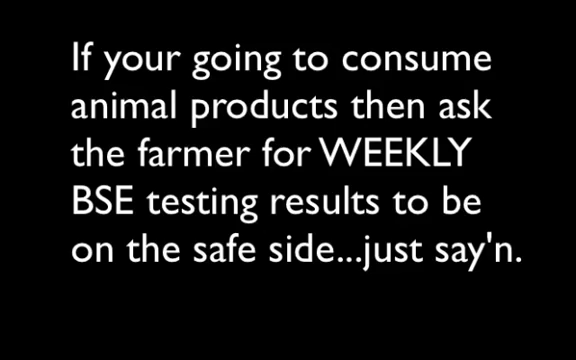 If your going to consume
animal products then ask
the farmer for WEEKLY
BSE testing results to be
on the safe side...just say'n.